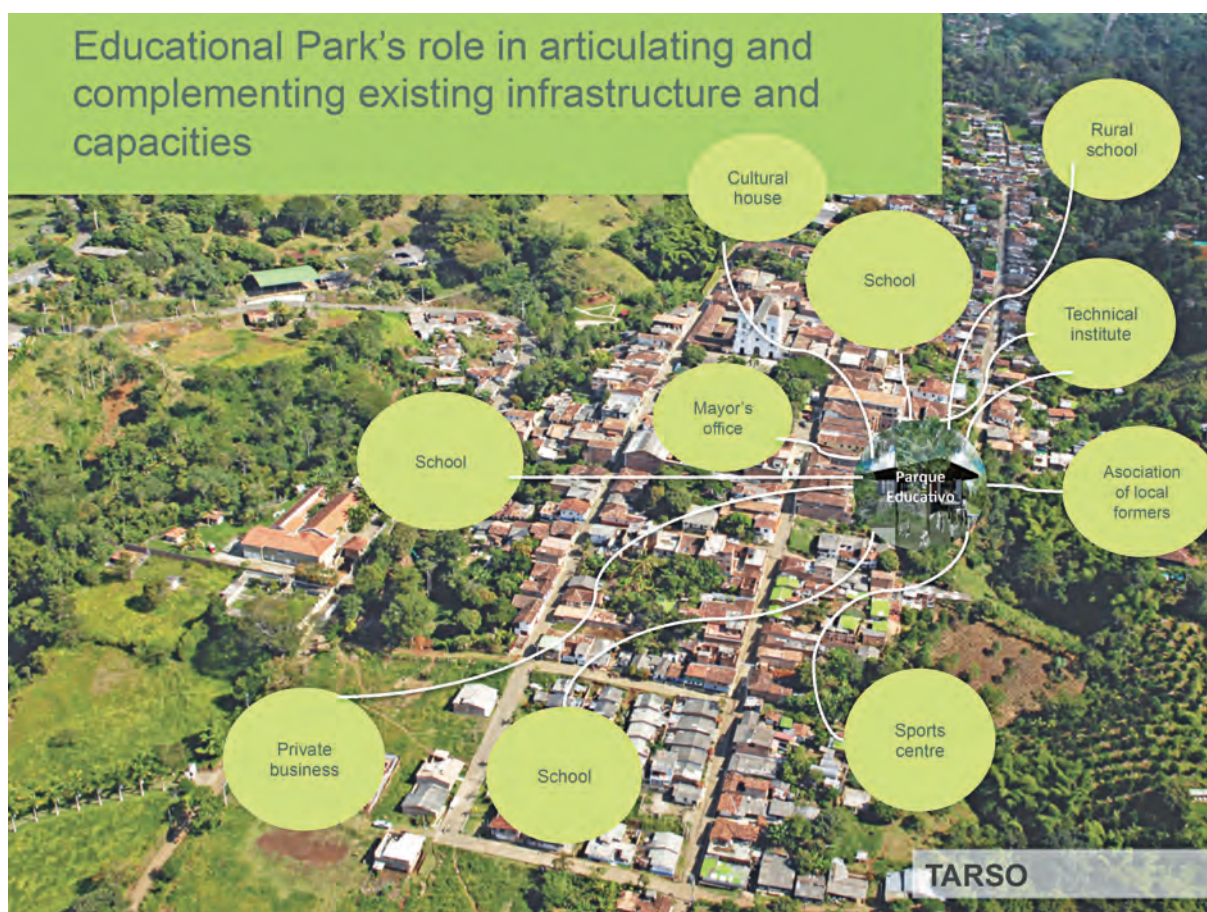 Educational Park's role in articulating and
complementing existing infrastructure and
capacities
Rural
school
Cultural
house
School
Technical
institute
Mayor's
office
School
Parque
Educativo
Asociation
of local
formers
Private
business
School
Sports
centre
TARSO